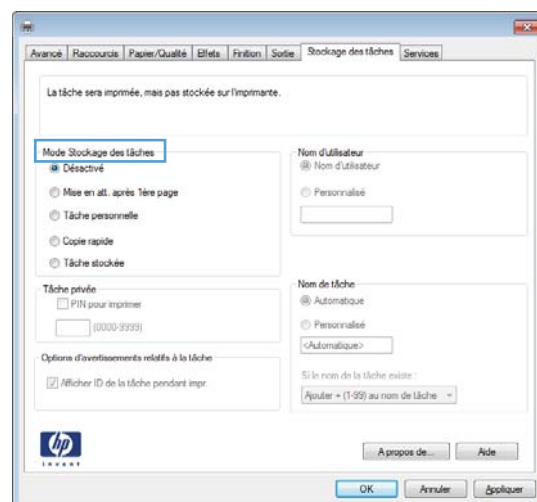 Avancé Raccourcis Papier/Qualité Effets Finition Sortie Stockage des tâches Services
La tâche sera imprimée, mais pas stockée sur l'imprimante.
Mode Stockage des tâches
Désactivé
Mise en att. après 1ère page
Tâche personnelle
Copie rapide
Tâche stockée
Nom d'utilisateur
Nom d'utilisateur
Personnalisé
Tâche privée
PIN pour imprimer
(0000-9999)
Nom de tâche
Automatique
Personnalisé
<Automatique>
Si le nom de la tâche existe :
Ajouter + (1-99) au nom de tâche
Options d'avertissements relatifs à la tâche
Afficher ID de la tâche pendant impr.
hp
invent
A propos de... Aide
OK Annuler Appliquer